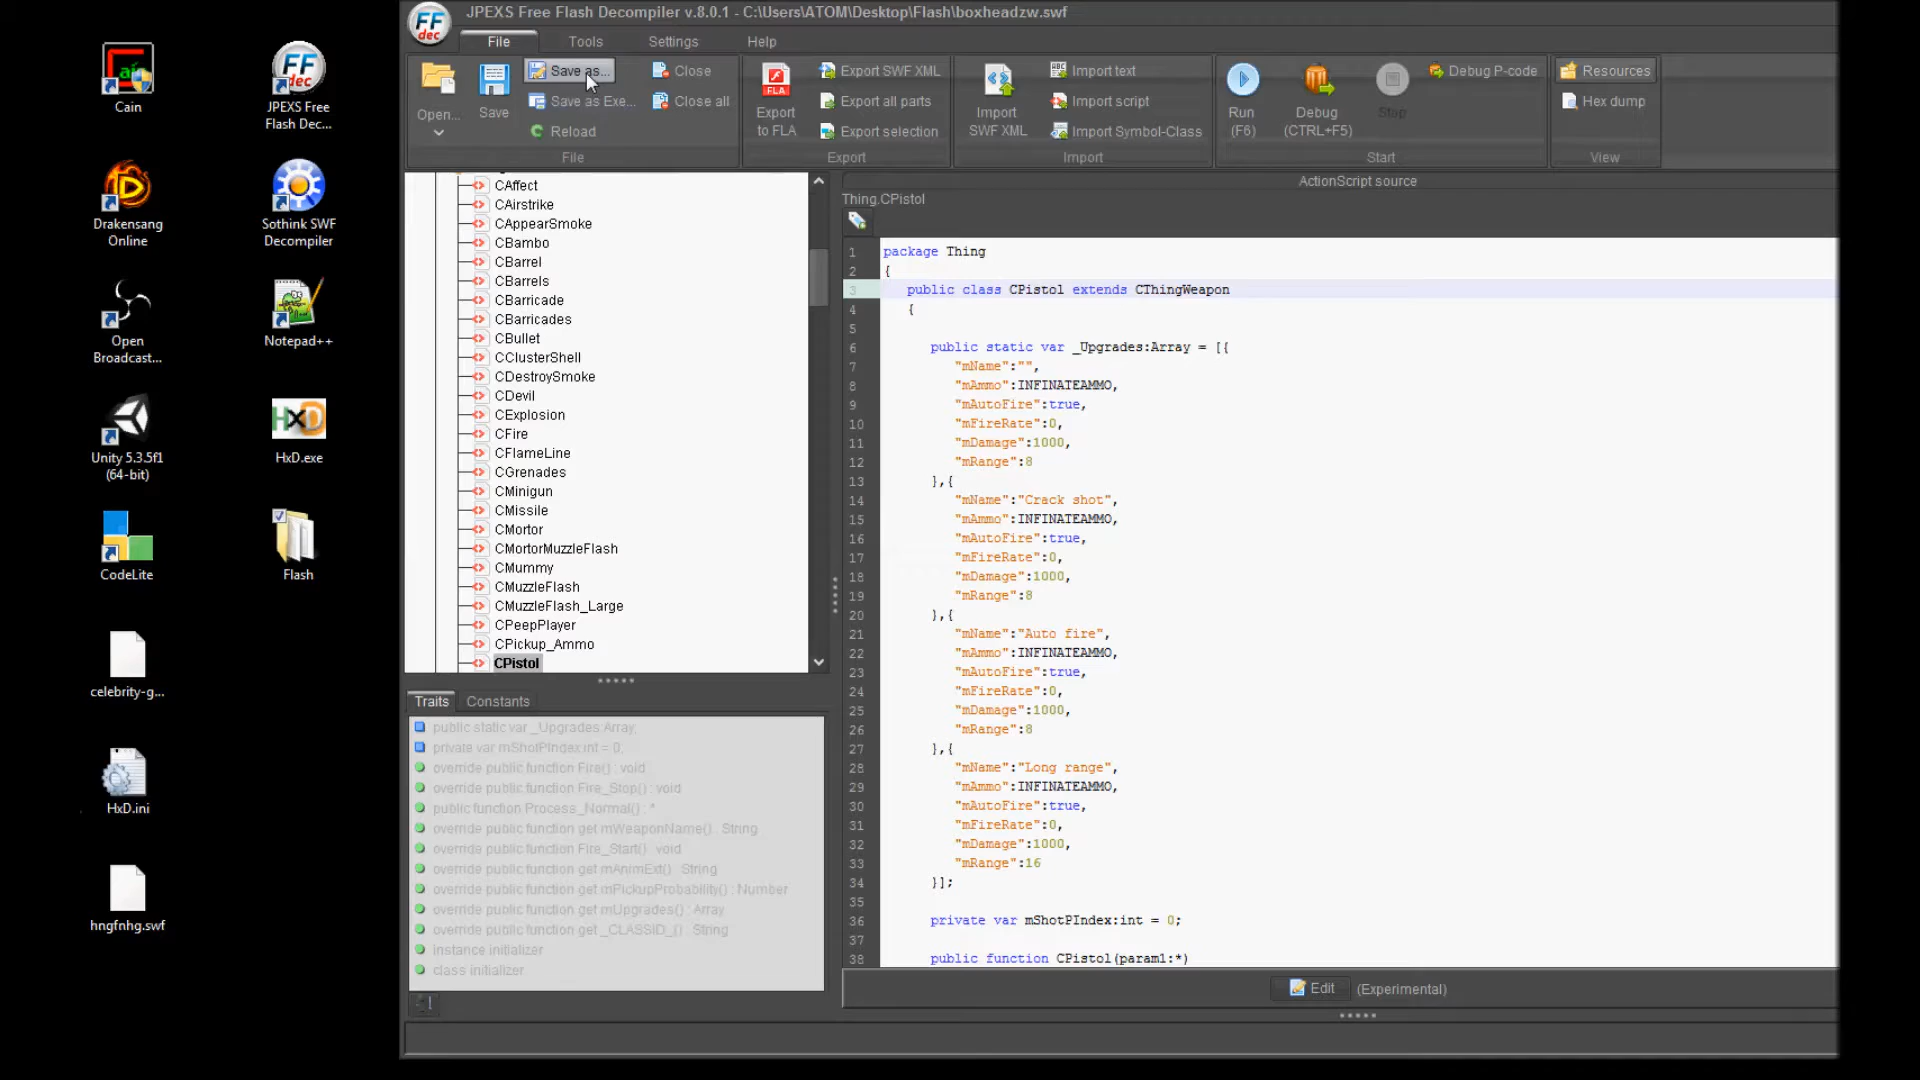 JPEXS Free Flash Decompiler v.8.0.1 - C:\Users\ATOM\Desktop\Flash\boxheadzw.swf
FF
dec
File
Tools
Settings
Help
Open...
Save
Save as...
Save as Exe...
Reload
Close
Close all
File
FLA
Export
to FLA
Export SWF XML
Export all parts
Export selection
Export
Import
SWF XML
Import text
Import script
Import Symbol-Class
Import
Run
(F6)
Debug
(CTRL+F5)
Stop
Debug P-code
Start
Resources
Hex dump
View
Cain
FF
dec
JPEXS Free
Flash Dec...
Drakensang
Online
Sothink SWF
Decompiler
Open
Broadcast...
Notepad++
Unity 5.3.5f1
(64-bit)
HxD
HxD.exe
CodeLite
Flash
celebrity-g...
HxD.ini
hngfnhg.swf
CAffect
CAirstrike
CAppearSmoke
CBambo
CBarrel
CBarrels
CBarricade
CBarricades
CBullet
CClusterShell
CDestroySmoke
CDevil
CExplosion
CFire
CFlameLine
CGrenades
CMinigun
CMissile
CMortor
CMortorMuzzleFlash
CMummy
CMuzzleFlash
CMuzzleFlash_Large
CPeepPlayer
CPickup_Ammo
CPistol
Traits
Constants
public static var _Upgrades:Array;
private var mShotPIndex:int = 0;
override public function Fire() : void
override public function Fire_Stop() : void
public function Process_Normal() : *
override public function get mWeaponName() : String
override public function Fire_Start() : void
override public function get mAnimExt() : String
override public function get mPickupProbability() : Number
override public function get mUpgrades() : Array
override public function get _CLASSID_() : String
instance initializer
class initializer
ActionScript source
Thing.CPistol
1 package Thing
2 {
3 public class CPistol extends CThingWeapon
4 {
5
6 public static var _Upgrades:Array = [{
7 "mName":"",
8 "mAmmo":INFINATEAMMO,
9 "mAutoFire":true,
10 "mFireRate":0,
11 "mDamage":1000,
12 "mRange":8
13 },{
14 "mName":"Crack shot",
15 "mAmmo":INFINATEAMMO,
16 "mAutoFire":true,
17 "mFireRate":0,
18 "mDamage":1000,
19 "mRange":8
20 },{
21 "mName":"Auto fire",
22 "mAmmo":INFINATEAMMO,
23 "mAutoFire":true,
24 "mFireRate":0,
25 "mDamage":1000,
26 "mRange":8
27 },{
28 "mName":"Long range",
29 "mAmmo":INFINATEAMMO,
30 "mAutoFire":true,
31 "mFireRate":0,
32 "mDamage":1000,
33 "mRange":16
34 }];
35
36 private var mShotPIndex:int = 0;
37
38 public function CPistol(param1:*)
Edit
(Experimental)